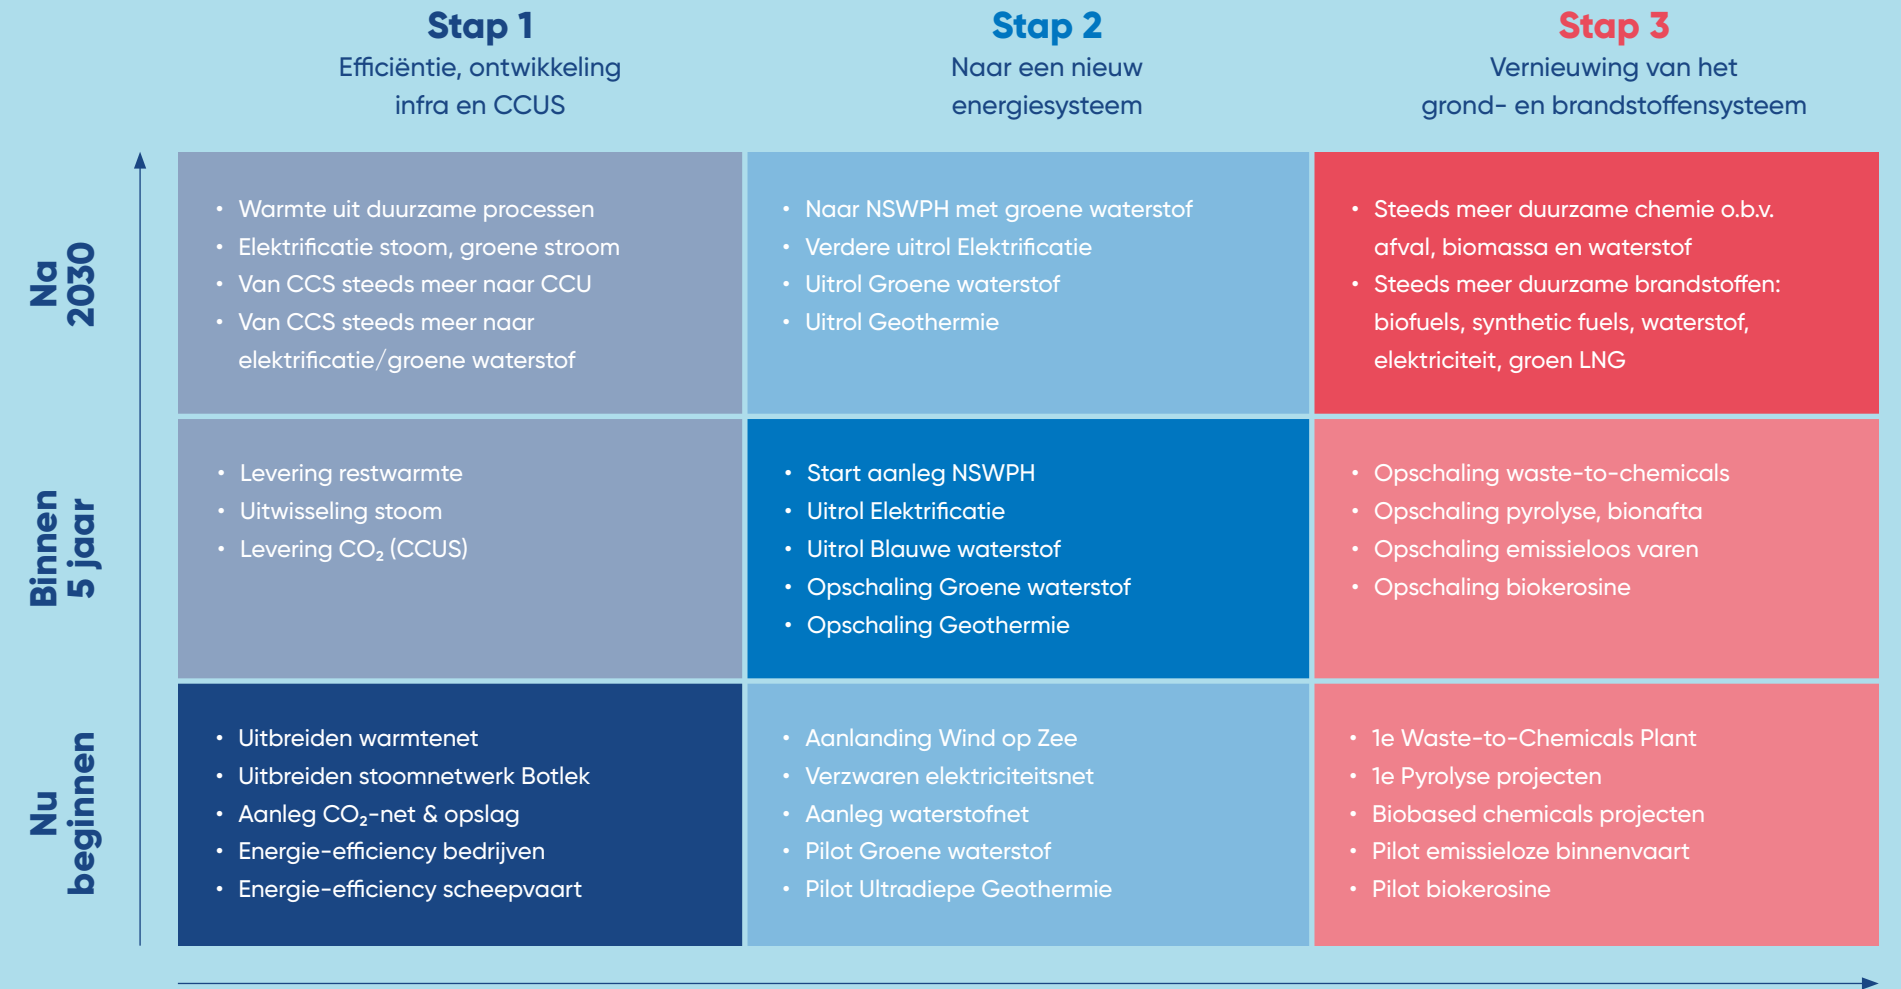 Stap 1
Efficiëntie, ontwikkeling
infra en CCUS
Stap 2
Naar een nieuw
energiesysteem
Stap 3
Vernieuwing van het
grond- en brandstoffensysteem
Na
2030
• Warmte uit duurzame processen
• Elektrificatie stoom, groene stroom
• Van CCS steeds meer naar CCU
• Van CCS steeds meer naar
elektrificatie/groene waterstof
• Naar NSWPH met groene waterstof
• Verdere uitrol Elektrificatie
• Uitrol Groene waterstof
• Uitrol Geothermie
• Steeds meer duurzame chemie o.b.v.
afval, biomassa en waterstof
• Steeds meer duurzame brandstoffen:
biofuels, synthetic fuels, waterstof,
elektriciteit, groen LNG
Binnen
5 jaar
• Levering restwarmte
• Uitwisseling stoom
• Levering CO₂ (CCUS)
• Start aanleg NSWPH
• Uitrol Elektrificatie
• Uitrol Blauwe waterstof
• Opschaling Groene waterstof
• Opschaling Geothermie
• Opschaling waste-to-chemicals
• Opschaling pyrolyse, bionafta
• Opschaling emissieloos varen
• Opschaling biokerosine
Nu
beginnen
• Uitbreiden warmtenet
• Uitbreiden stoomnetwerk Botlek
• Aanleg CO₂-net & opslag
• Energie-efficiency bedrijven
• Energie-efficiency scheepvaart
• Aanlanding Wind op Zee
• Verzwaren elektriciteitsnet
• Aanleg waterstofnet
• Pilot Groene waterstof
• Pilot Ultradiepe Geothermie
• 1e Waste-to-Chemicals Plant
• 1e Pyrolyse projecten
• Biobased chemicals projecten
• Pilot emissieloze binnenvaart
• Pilot biokerosine